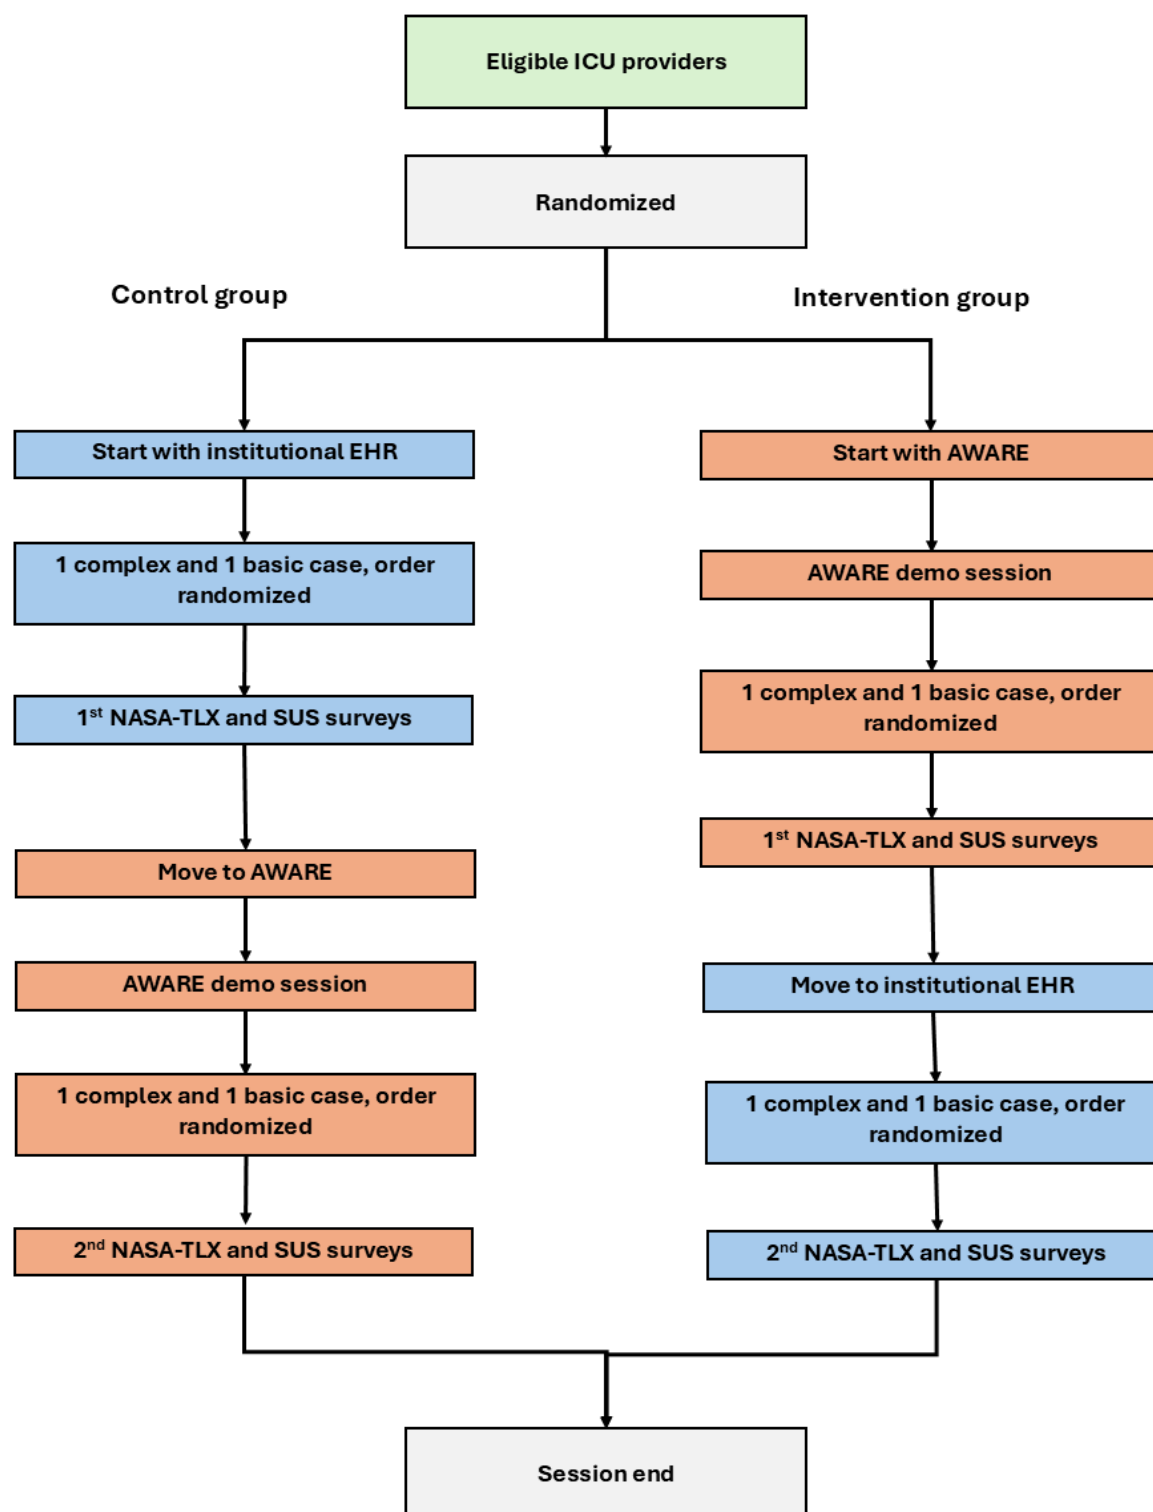 Eligible ICU providers
Randomized
Control group
Intervention group
Start with institutional EHR
1 complex and 1 basic case, order
randomized
1st NASA-TLX and SUS surveys
Move to AWARE
AWARE demo session
1 complex and 1 basic case, order
randomized
2nd NASA-TLX and SUS surveys
Start with AWARE
AWARE demo session
1 complex and 1 basic case, order
randomized
1st NASA-TLX and SUS surveys
Move to institutional EHR
1 complex and 1 basic case, order
randomized
2nd NASA-TLX and SUS surveys
Session end